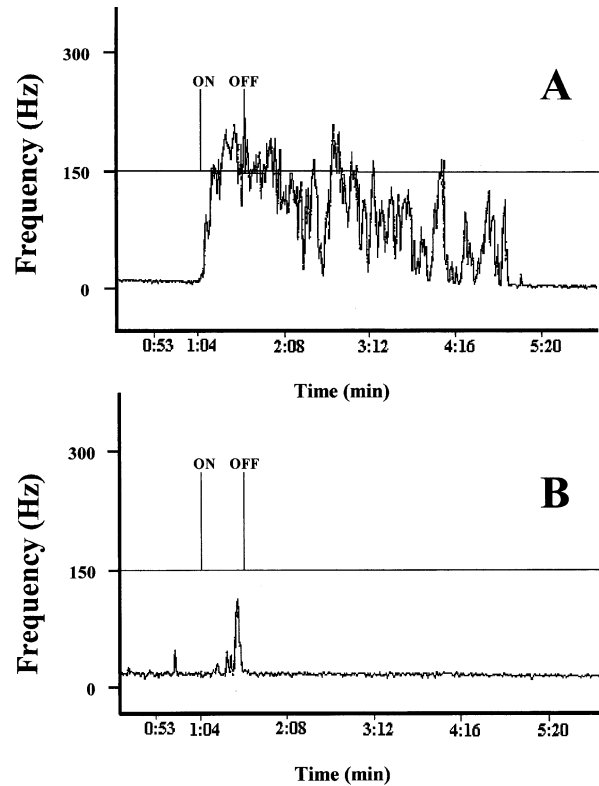 300
ON OFF
A
150
0
Frequency (Hz)
0:53 1:04 2:08 3:12 4:16 5:20
Time (min)
300
ON OFF
B
150
0
Frequency (Hz)
0:53 1:04 2:08 3:12 4:16 5:20
Time (min)